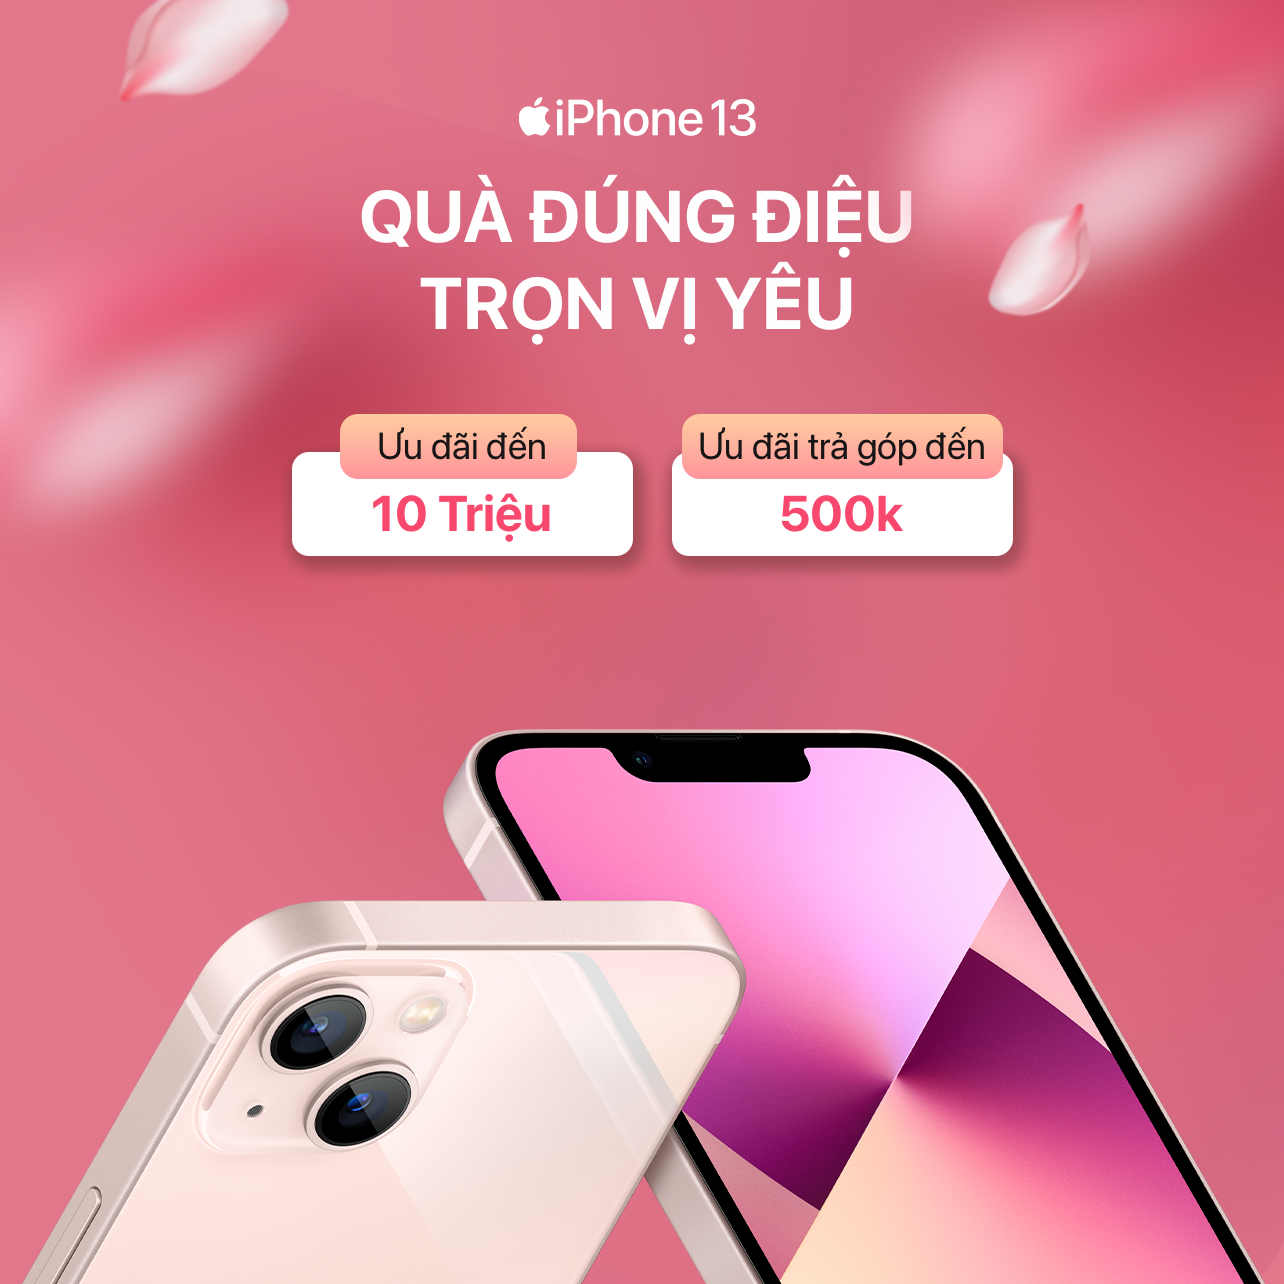 iPhone 13
QUÀ ĐÚNG ĐIỆU
TRỌN VỊ YÊU
Ưu đãi đến
10 Triệu
Ưu đãi trả góp đến
500k